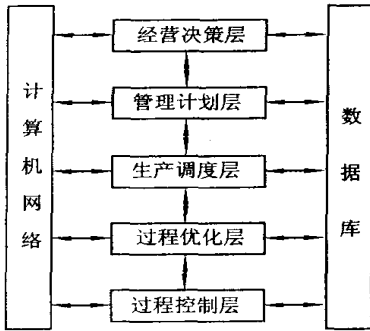 经营决策层
管理计划层
生产调度层
过程优化层
过程控制层
计算机网络
数据库